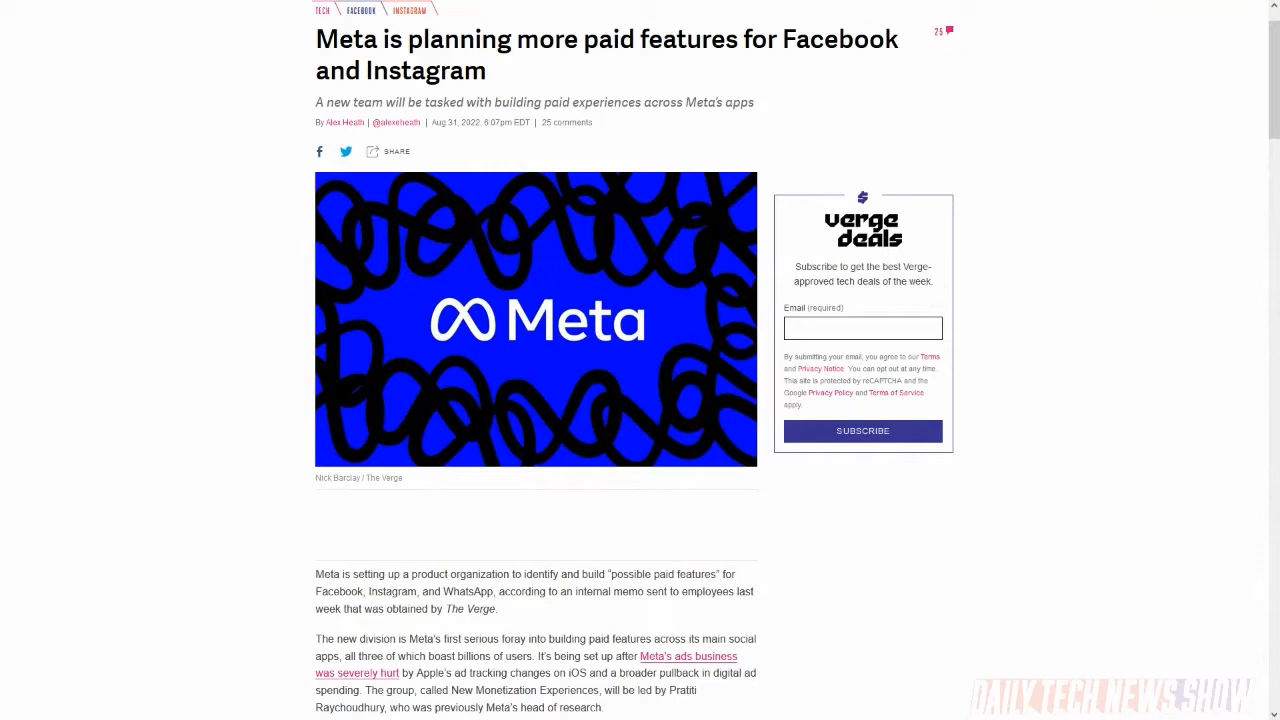 TECH FACEBOOK INSTAGRAM
Meta is planning more paid features for Facebook
and Instagram
25
A new team will be tasked with building paid experiences across Meta's apps
By Alex Heath | @alexeheath | Aug 31, 2022, 6:07pm EDT | 25 comments
SHARE
Meta
Nick Barclay / The Verge
verge
deals
Subscribe to get the best Verge-
approved tech deals of the week.
Email (required)
By submitting your email, you agree to our Terms
and Privacy Notice. You can opt out at any time.
This site is protected by reCAPTCHA and the
Google Privacy Policy and Terms of Service
apply.
SUBSCRIBE
Meta is setting up a product organization to identify and build “possible paid features” for
Facebook, Instagram, and WhatsApp, according to an internal memo sent to employees last
week that was obtained by The Verge.
The new division is Meta’s first serious foray into building paid features across its main social
apps, all three of which boast billions of users. It’s being set up after Meta’s ads business
was severely hurt by Apple’s ad tracking changes on iOS and a broader pullback in digital ad
spending. The group, called New Monetization Experiences, will be led by Pratiti
Raychoudhury, who was previously Meta’s head of research.
DAILY TECH NEWS SHOW